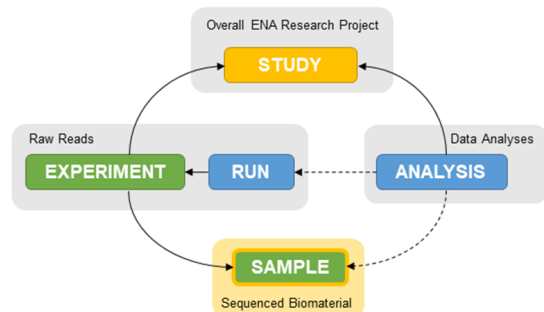 Overall ENA Research Project
STUDY
Raw Reads
Data Analyses
EXPERIMENT
RUN
ANALYSIS
SAMPLE
Sequenced Biomaterial